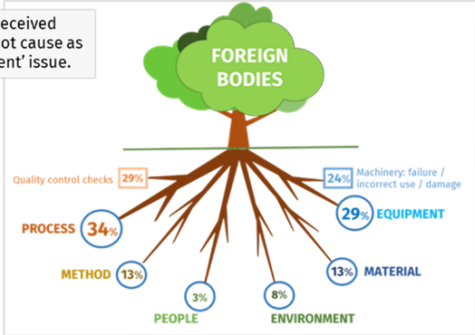 eceived
ot cause as
ent’ issue.
FOREIGN
BODIES
Quality control checks 29%
24% Machinery: failure /
incorrect use / damage
PROCESS 34%
29% EQUIPMENT
METHOD 13%
13% MATERIAL
3%
PEOPLE
8%
ENVIRONMENT